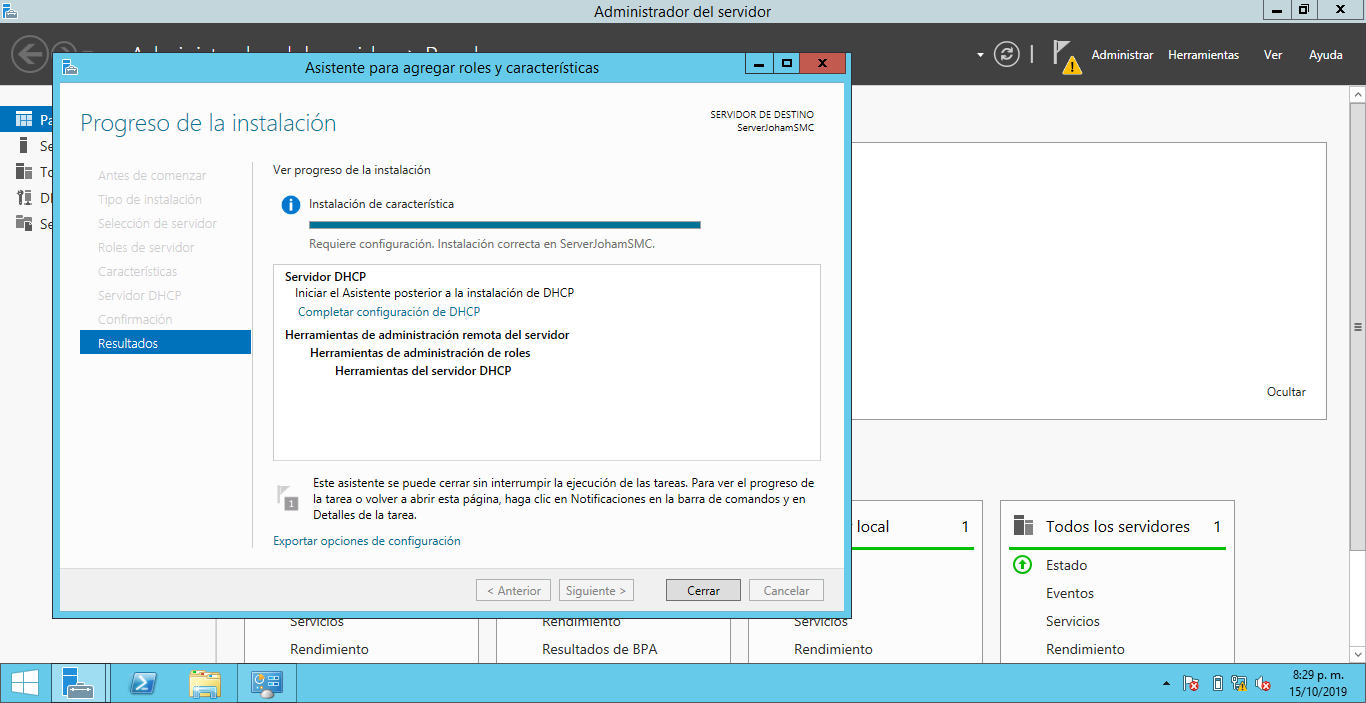 Administrador del servidor
Administrar Herramientas Ver Ayuda
Asistente para agregar roles y características
Progreso de la instalación
SERVIDOR DE DESTINO
ServerJohamSMC
Antes de comenzar
Tipo de instalación
Selección de servidor
Roles de servidor
Características
Servidor DHCP
Confirmación
Resultados
Ver progreso de la instalación
Instalación de característica
Requiere configuración. Instalación correcta en ServerJohamSMC.
Servidor DHCP
Iniciar el Asistente posterior a la instalación de DHCP
Completar configuración de DHCP
Herramientas de administración remota del servidor
Herramientas de administración de roles
Herramientas del servidor DHCP
Este asistente se puede cerrar sin interrumpir la ejecución de las tareas. Para ver el progreso de
la tarea o volver a abrir esta página, haga clic en Notificaciones en la barra de comandos y en
Detalles de la tarea.
Exportar opciones de configuración
< Anterior
Siguiente >
Cerrar
Cancelar
Ocultar
local 1
Todos los servidores 1
Estado
Eventos
Servicios
Rendimiento
Servicios
Rendimiento
Rendimiento
Resultados de BPA
Servicios
Rendimiento
8:29 p. m.
15/10/2019